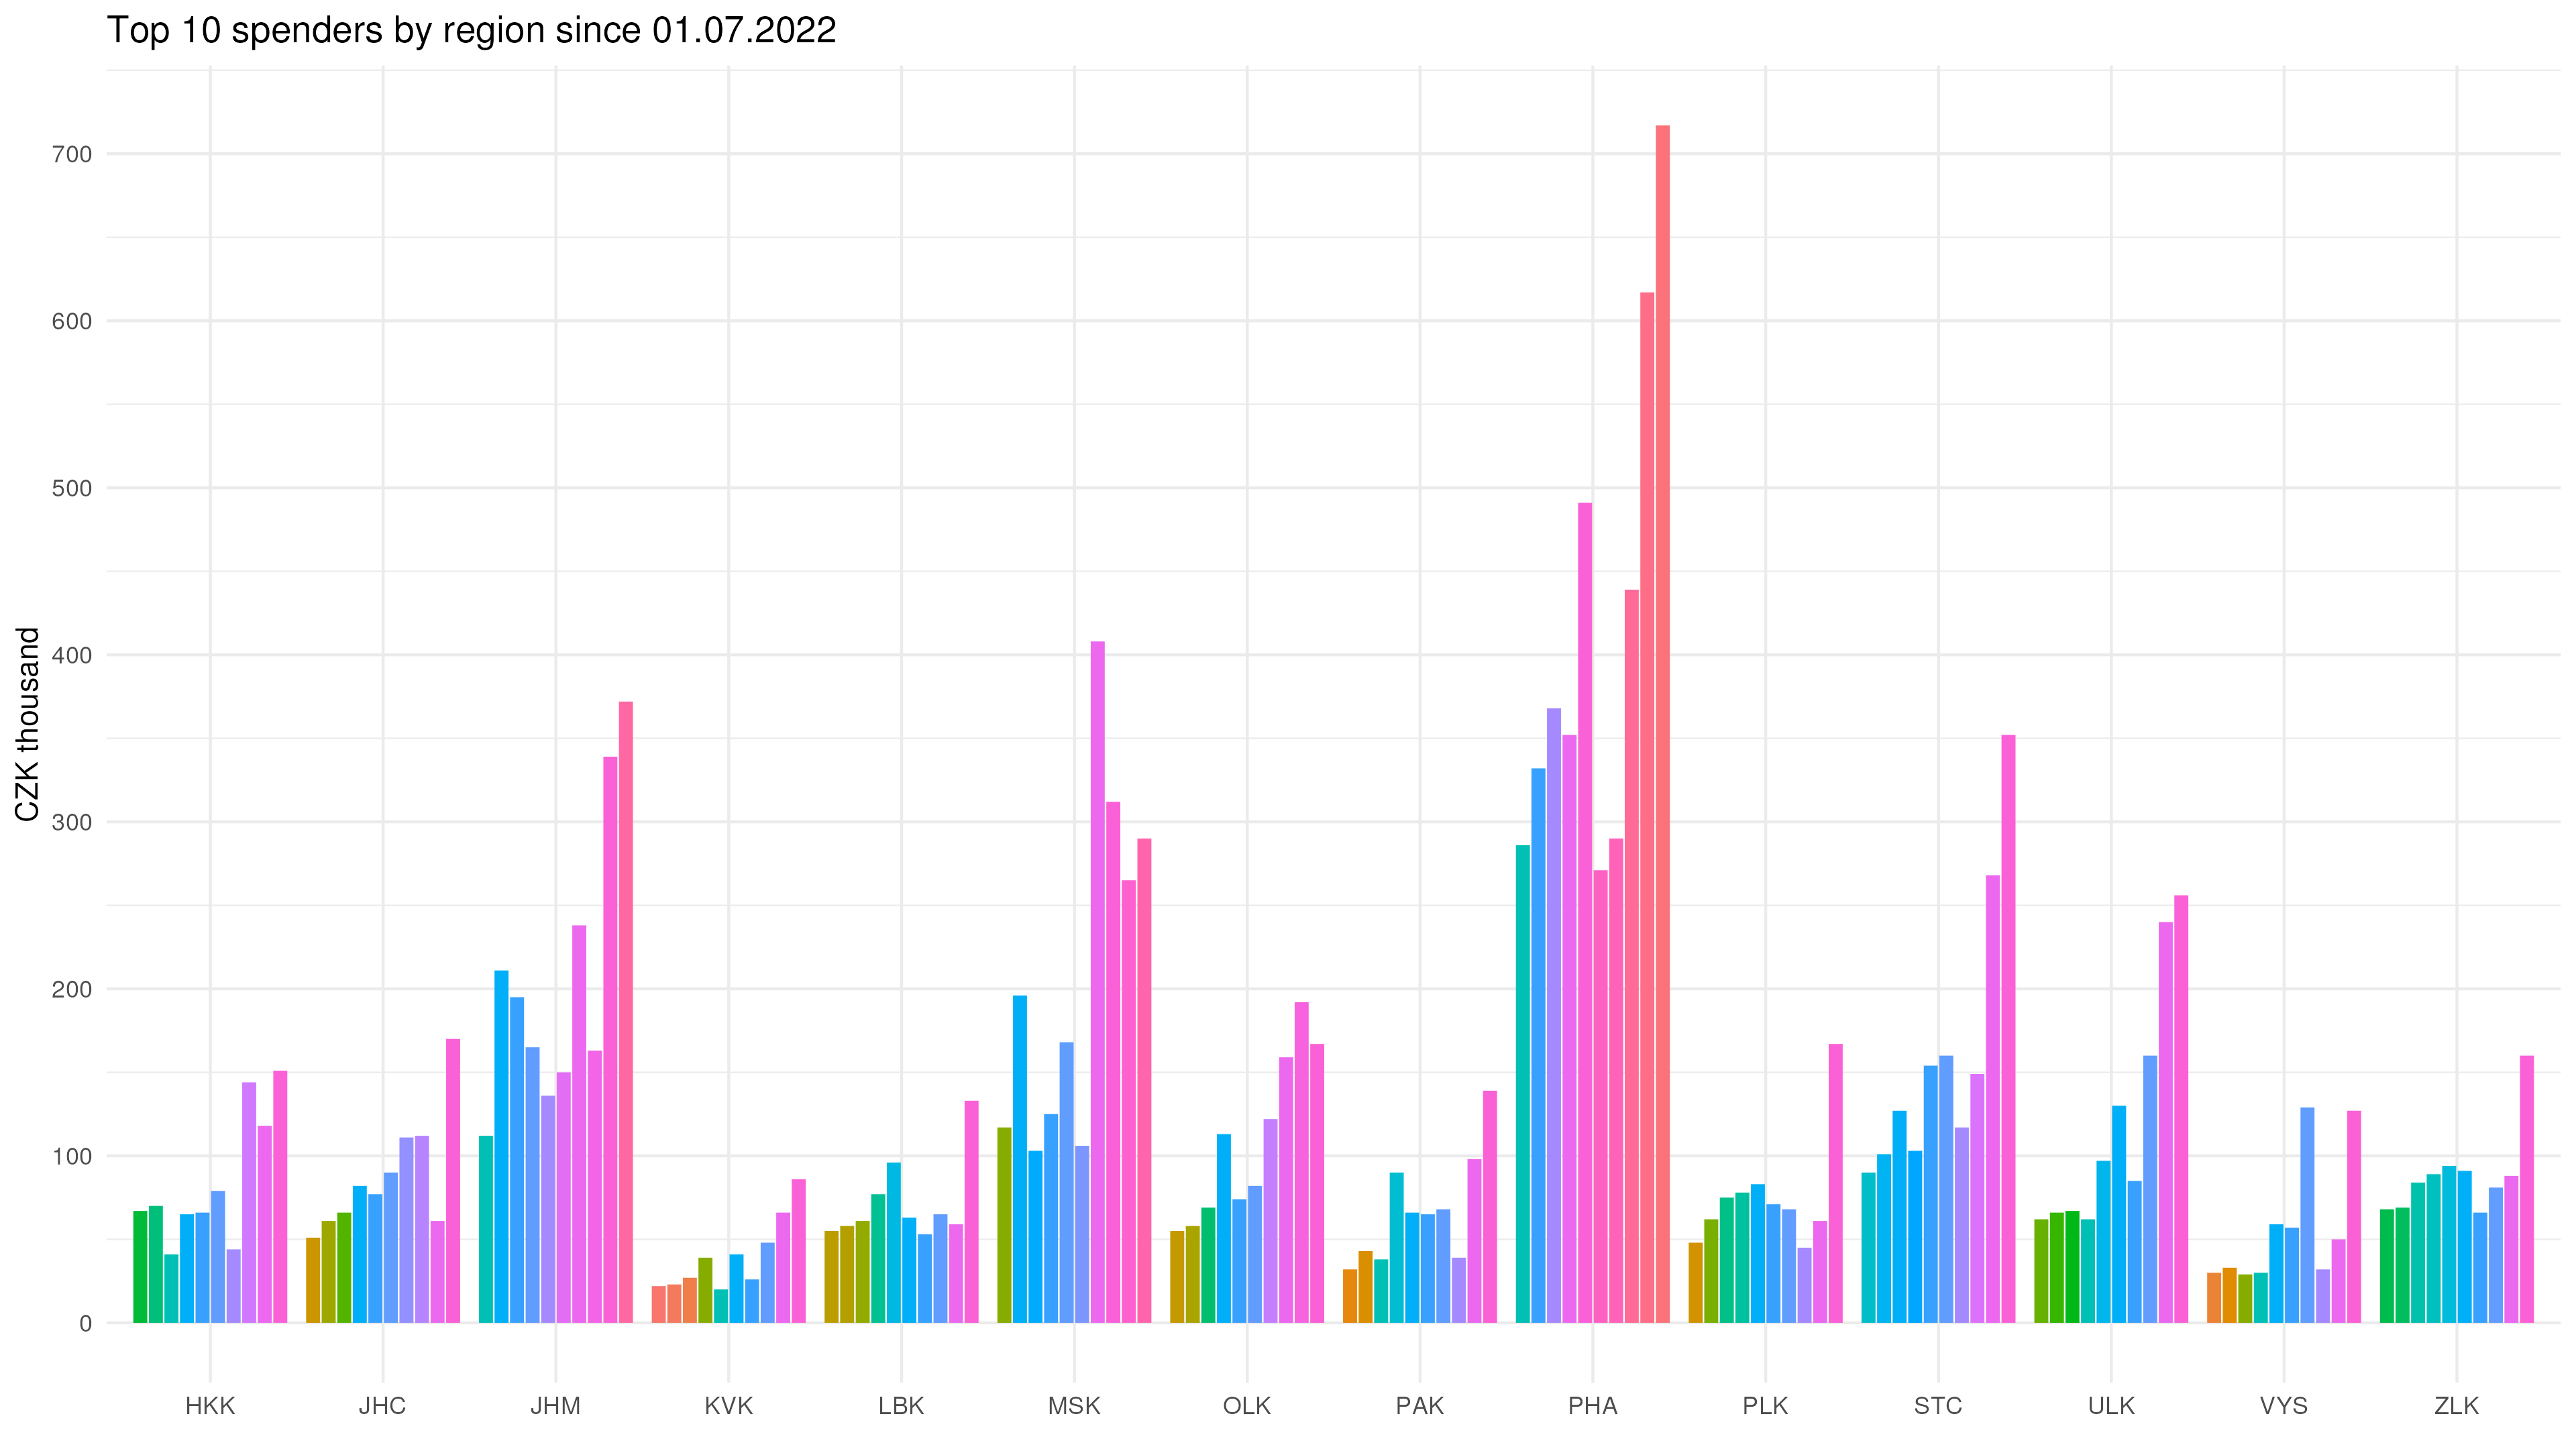 Top 10 spenders by region since 01.07.2022
CZK thousand
700
600
500
400
300
200
100
0
HKK JHC JHM KVK LBK MSK OLK PAK PHA PLK STC ULK VYS ZLK